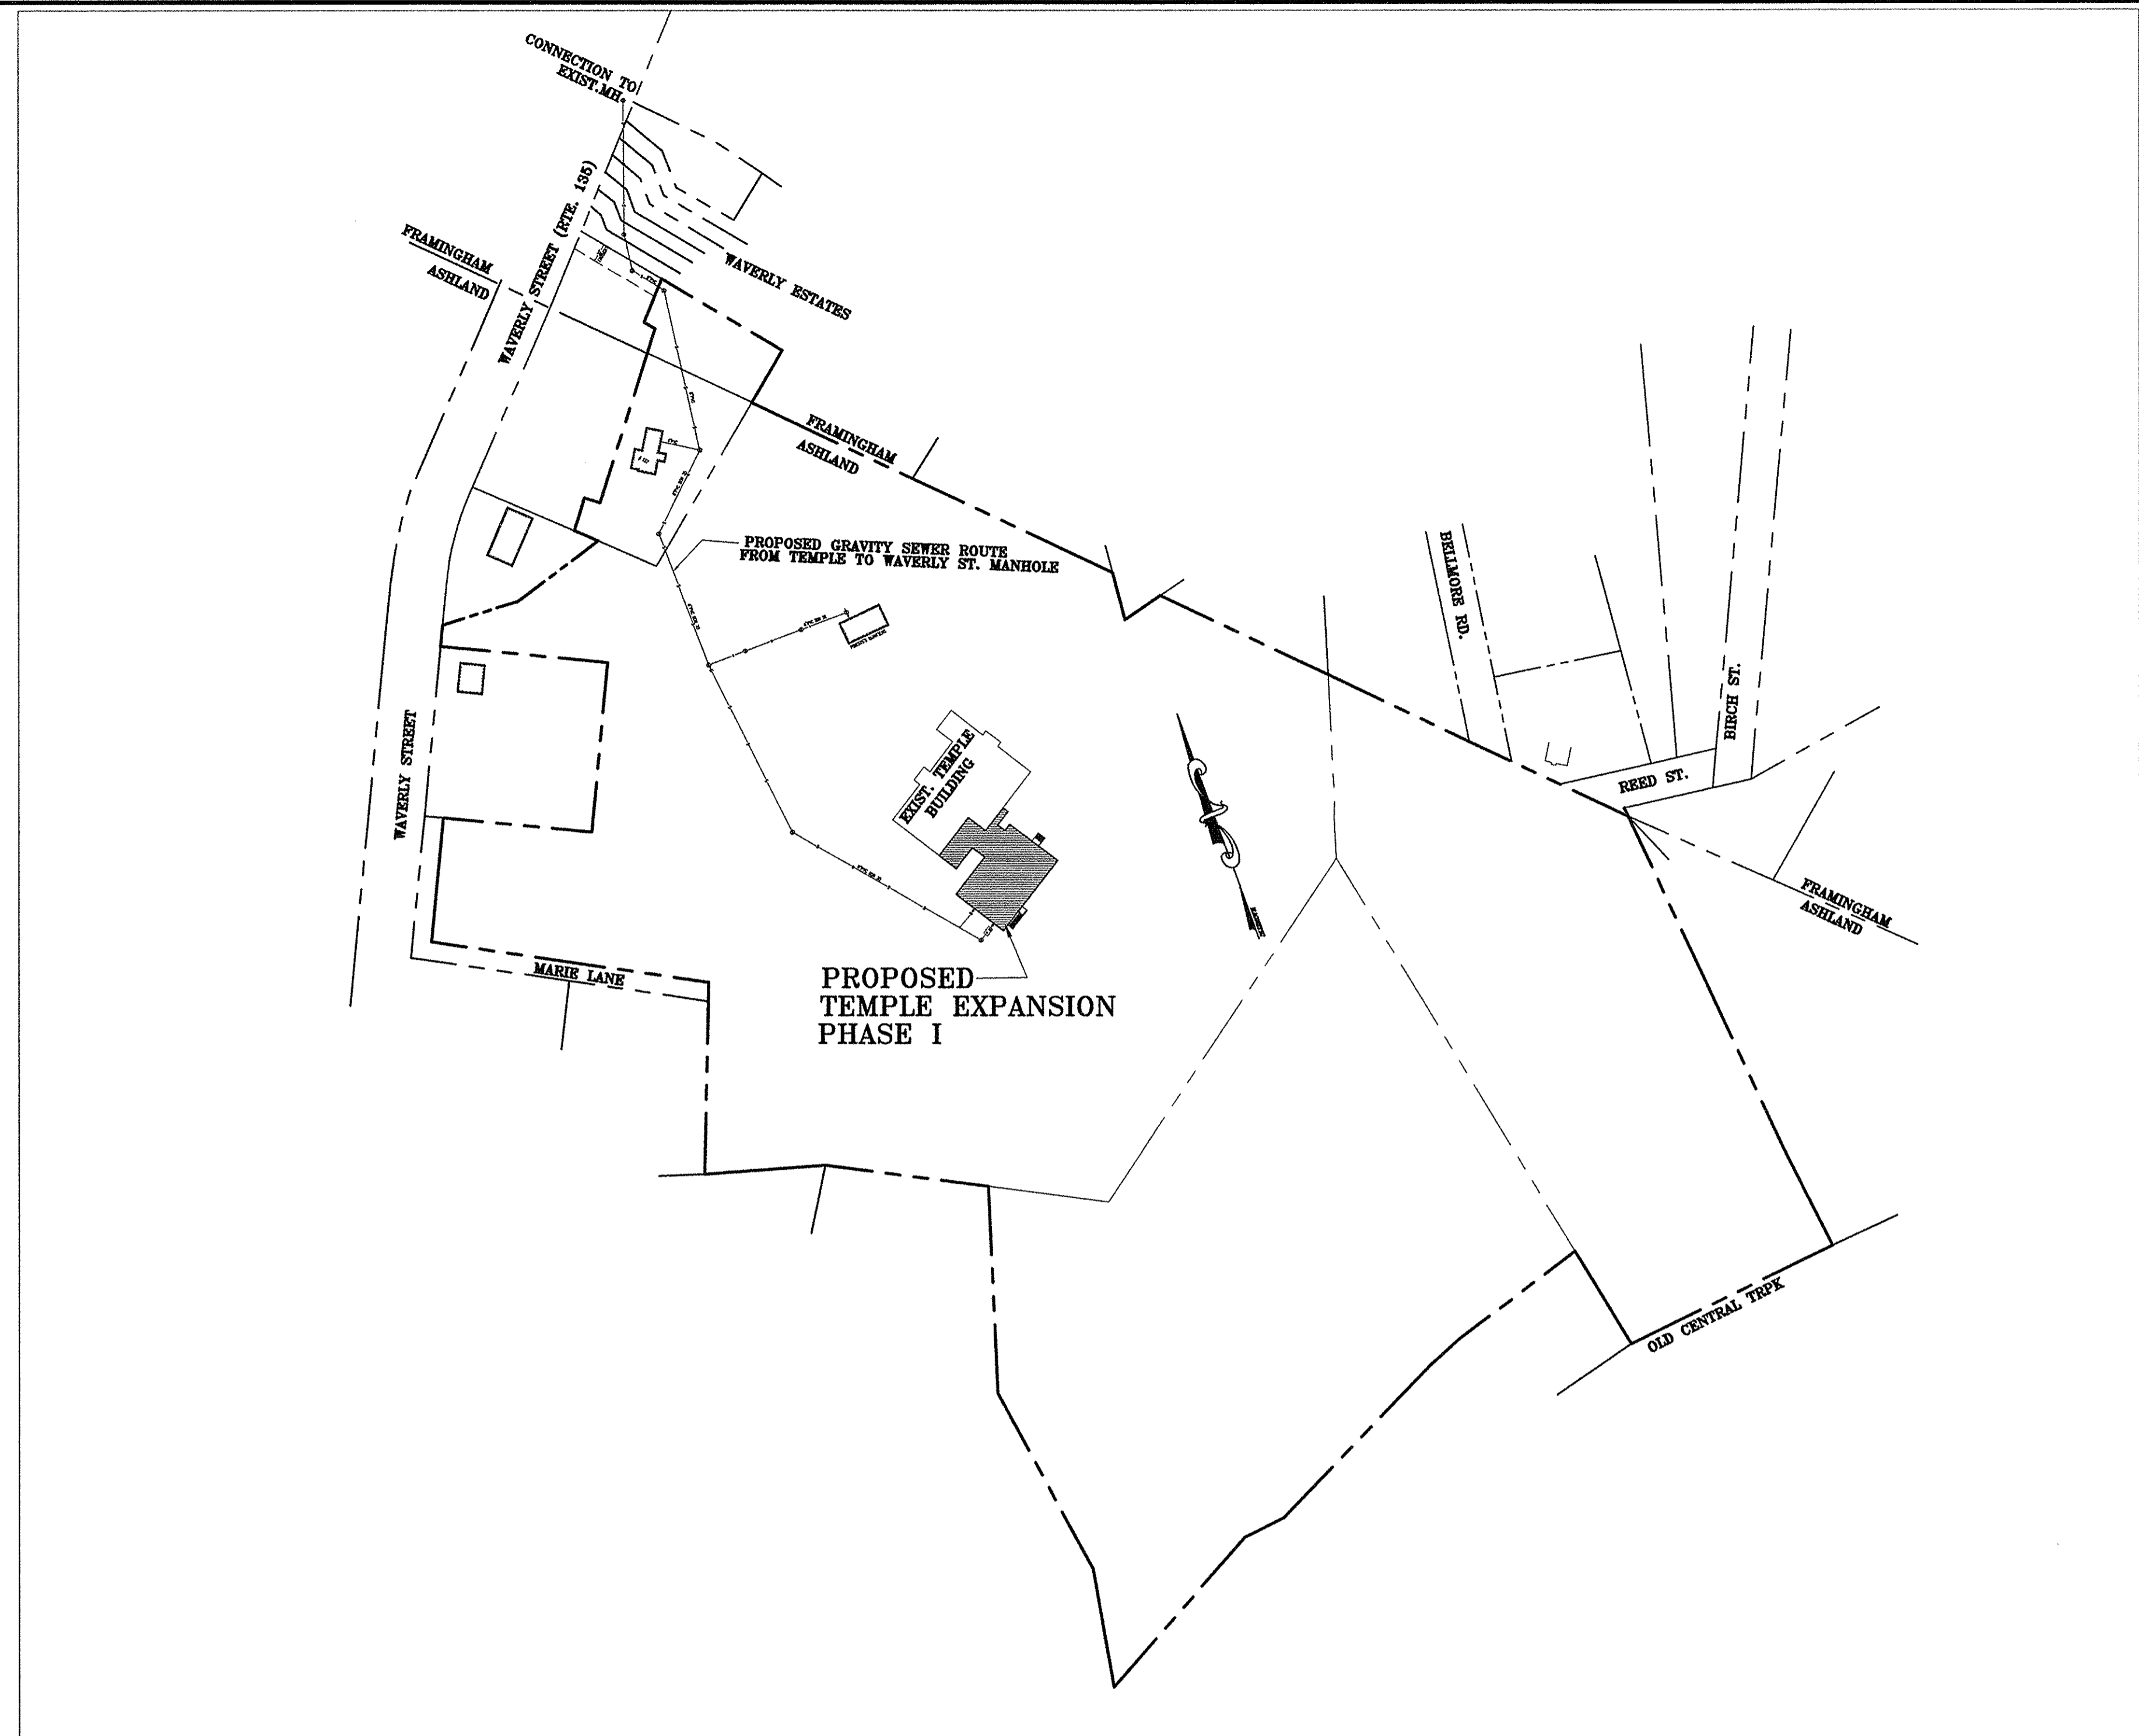 CONNECTION TO
EXIST.MH.
WAVERLY STREET (RTE. 135)
FRAMINGHAM
ASHLAND
WAVERLY ESTATES
FRAMINGHAM
ASHLAND
PROPOSED GRAVITY SEWER ROUTE
FROM TEMPLE TO WAVERLY ST. MANHOLE
BELLMORE RD.
BIRCH ST.
REED ST.
WAVERLY STREET
EXIST. TEMPLE
BUILDING
FRAMINGHAM
ASHLAND
MARIE LANE
PROPOSED
TEMPLE EXPANSION
PHASE I
OLD CENTRAL TRPK